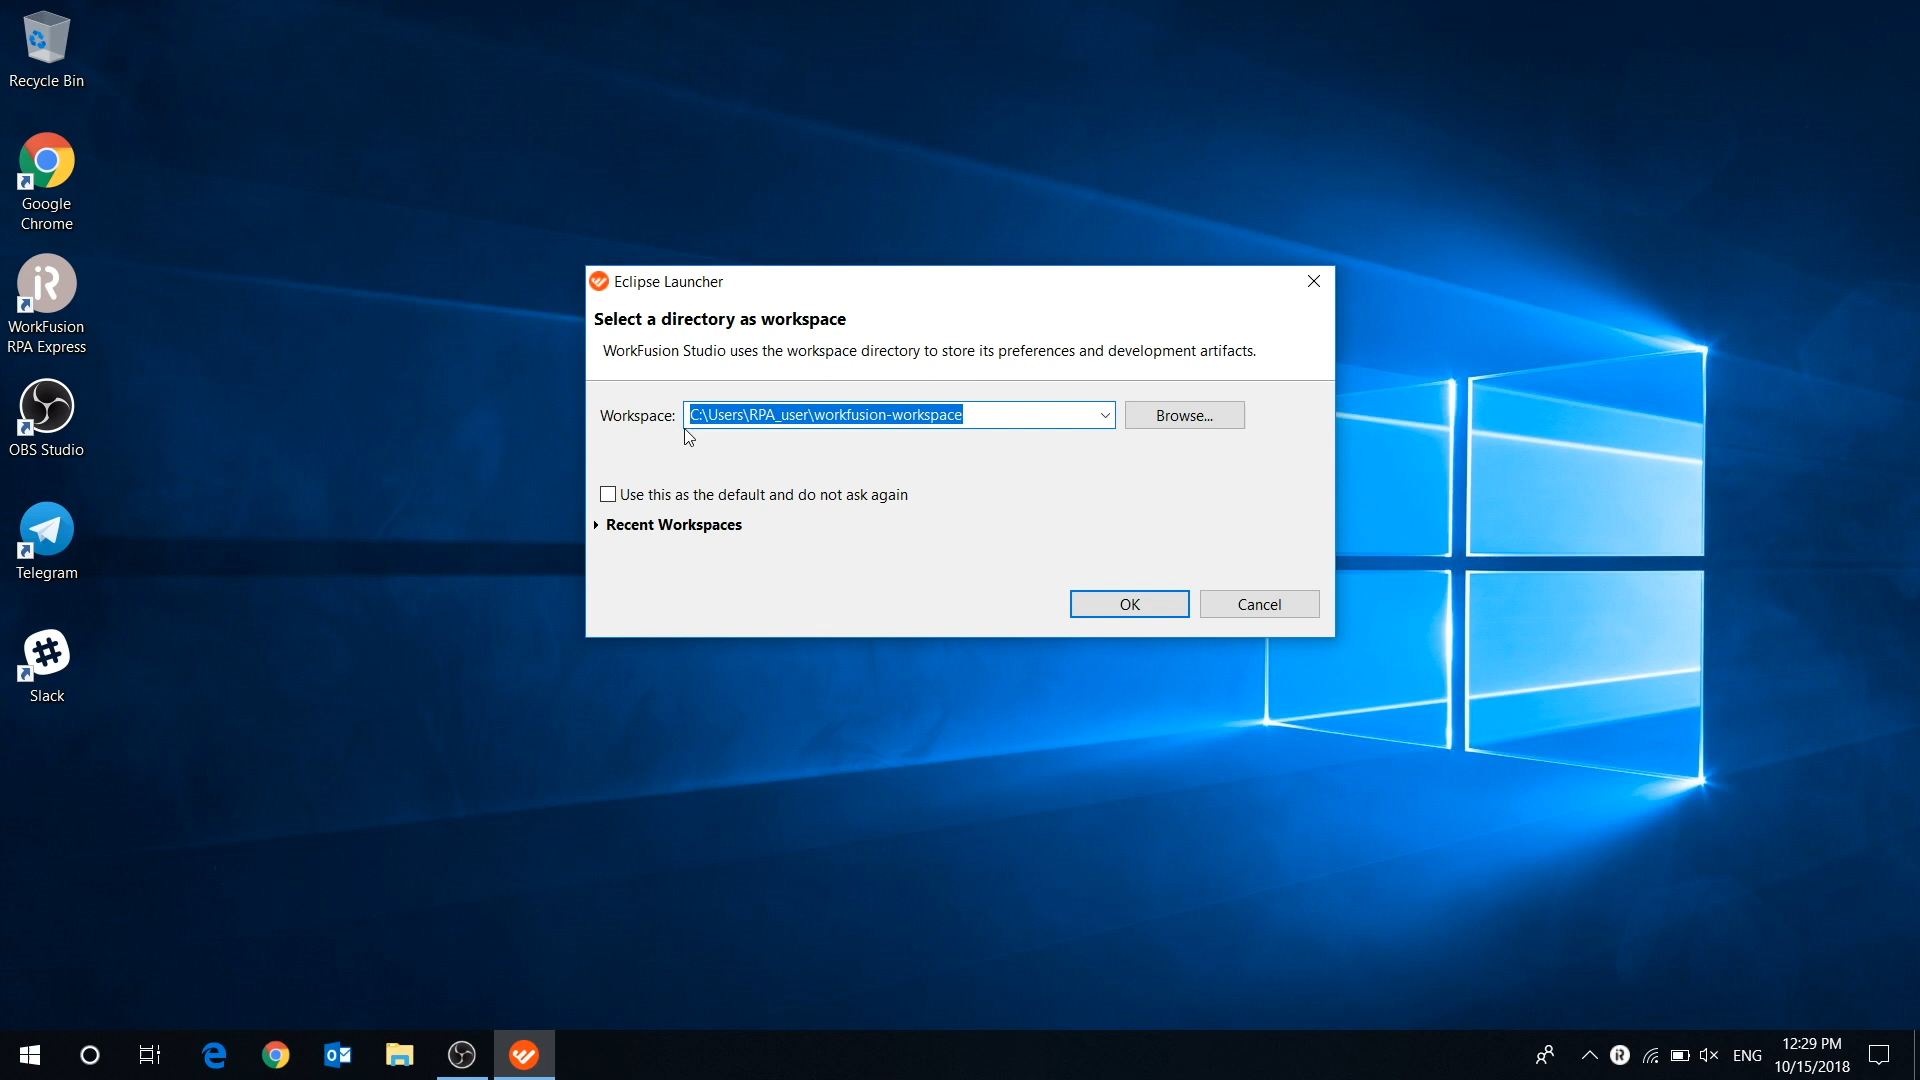 Recycle Bin
Google
Chrome
WorkFusion
RPA Express
OBS Studio
Telegram
Slack
Eclipse Launcher
Select a directory as workspace
WorkFusion Studio uses the workspace directory to store its preferences and development artifacts.
Workspace: C:\Users\RPA_user\workfusion-workspace Browse...
Use this as the default and do not ask again
Recent Workspaces
OK Cancel
ENG
12:29 PM
10/15/2018